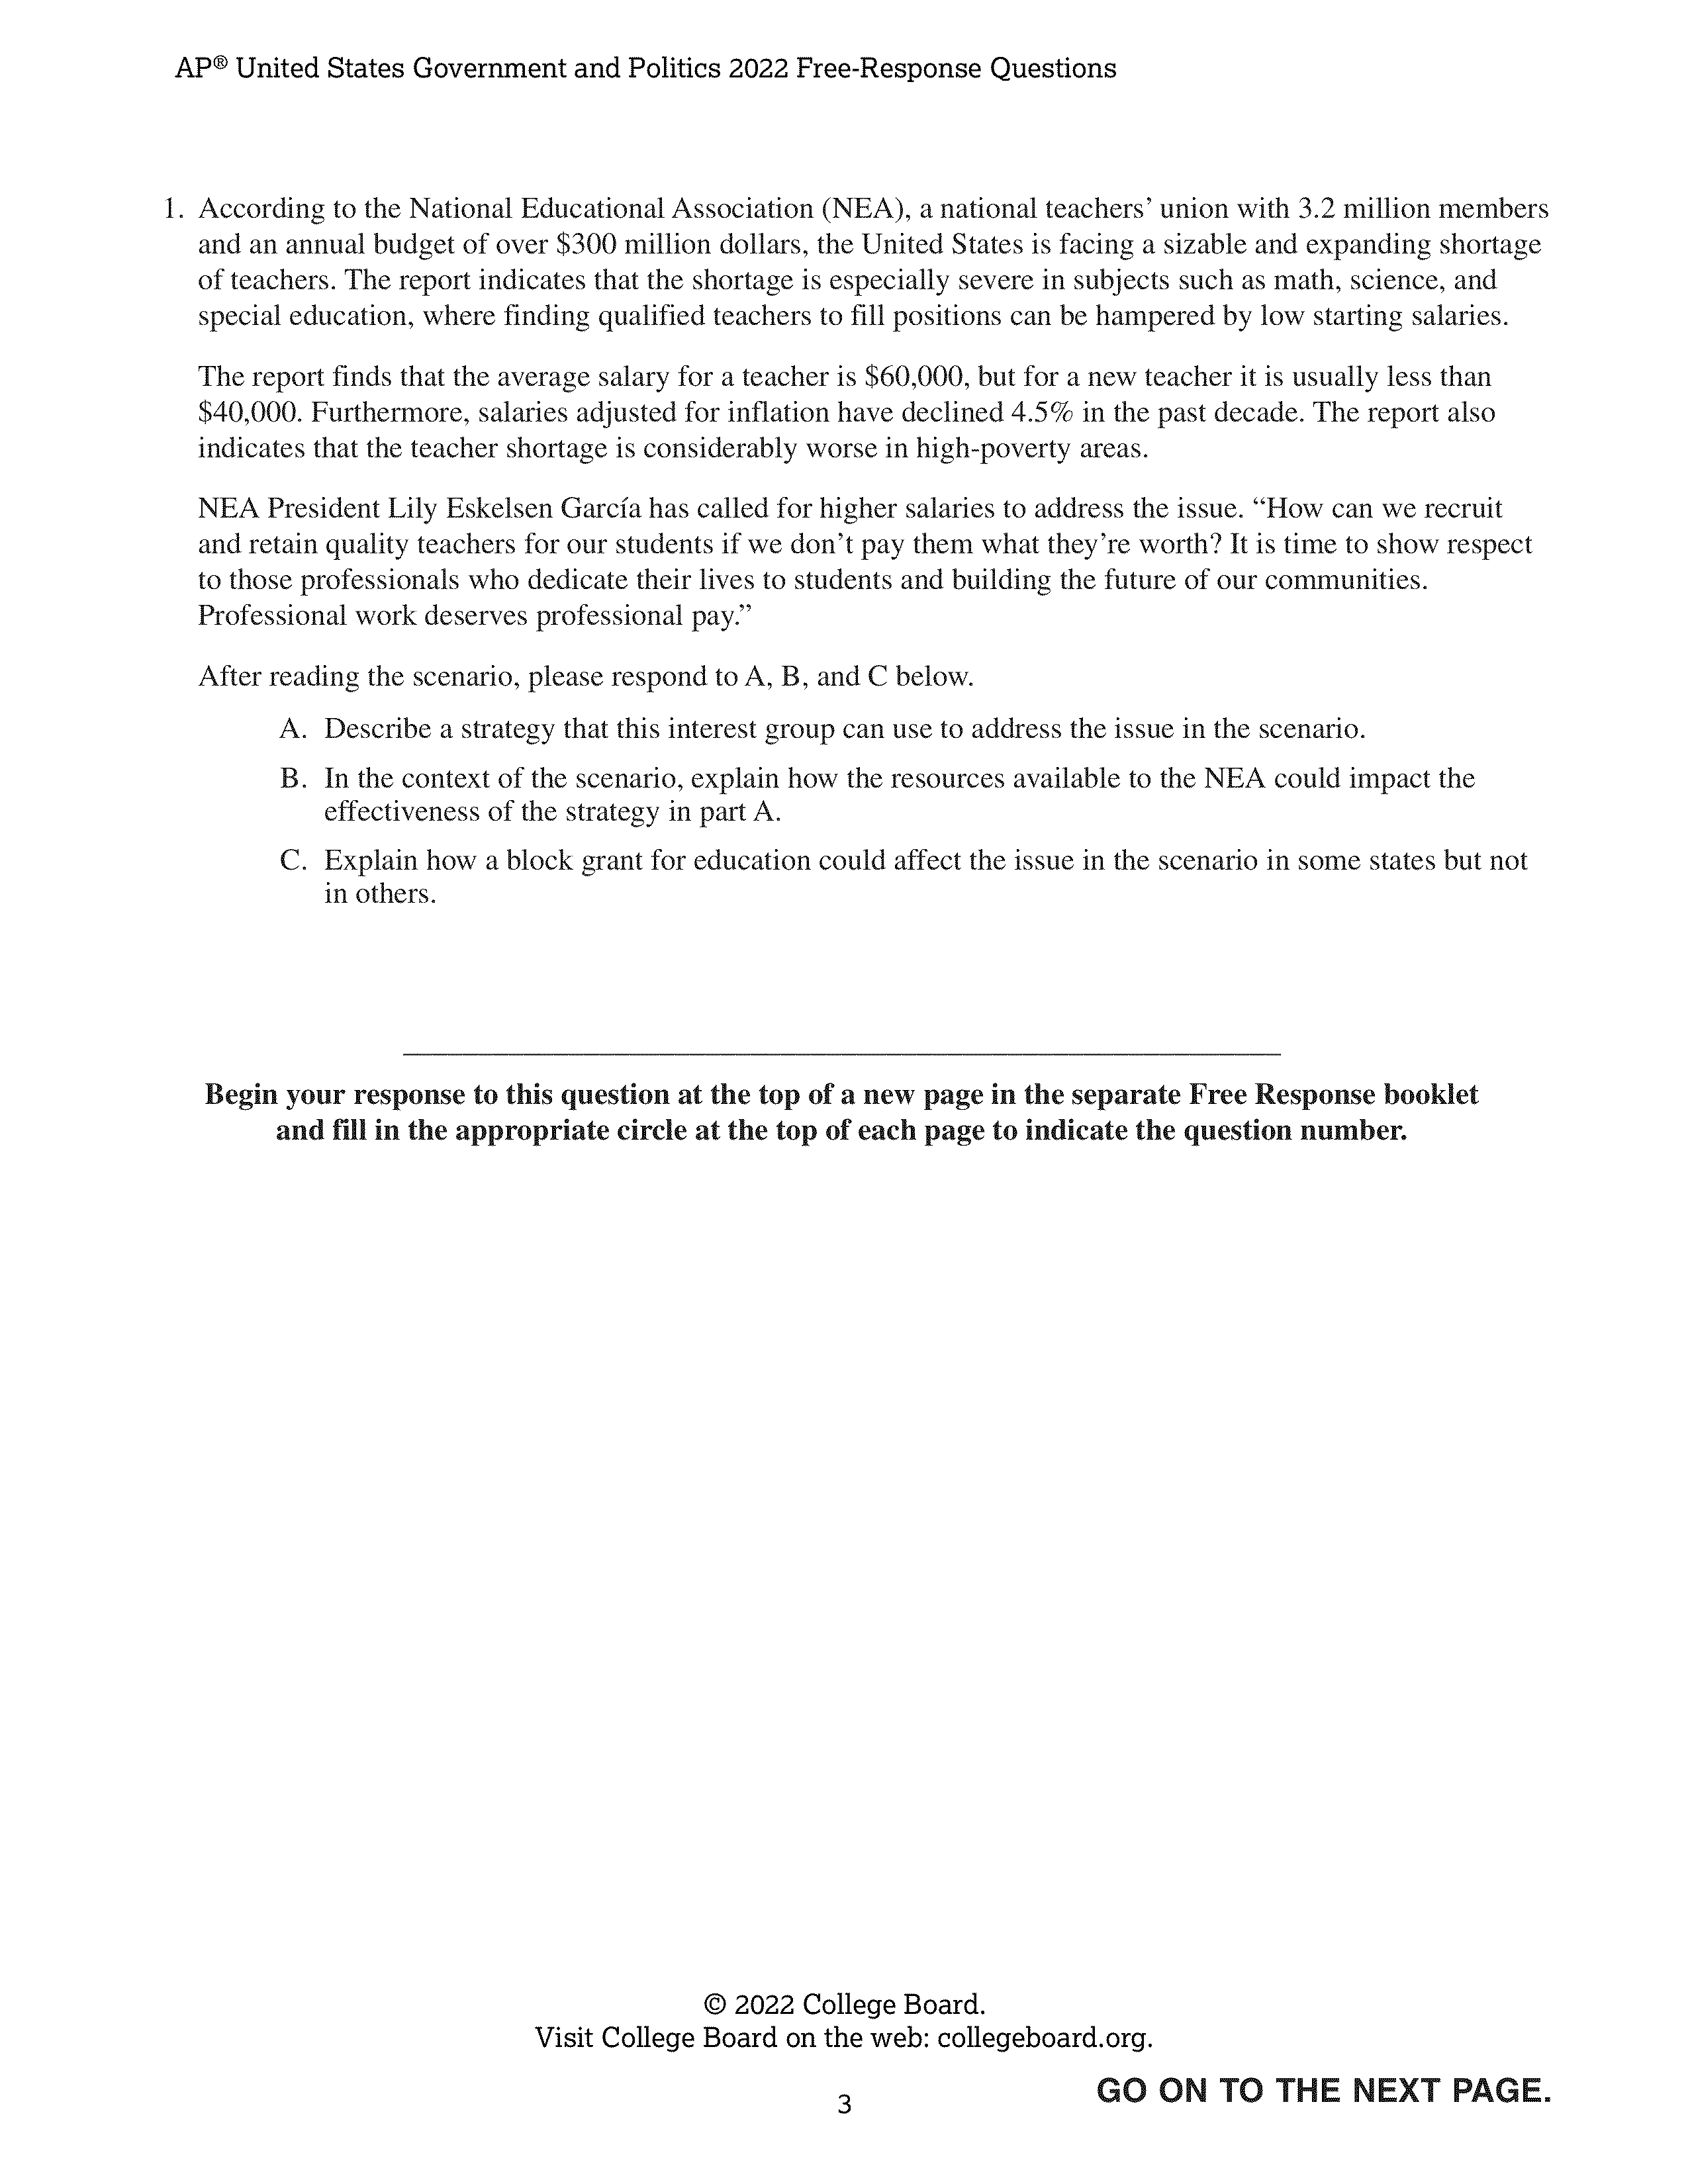 AP® United States Government and Politics 2022 Free-Response Questions
1. According to the National Educational Association (NEA), a national teachers’ union with 3.2 million members
and an annual budget of over $300 million dollars, the United States is facing a sizable and expanding shortage
of teachers. The report indicates that the shortage is especially severe in subjects such as math, science, and
special education, where finding qualified teachers to fill positions can be hampered by low starting salaries.
The report finds that the average salary for a teacher is $60,000, but for a new teacher it is usually less than
$40,000. Furthermore, salaries adjusted for inflation have declined 4.5% in the past decade. The report also
indicates that the teacher shortage is considerably worse in high-poverty areas.
NEA President Lily Eskelsen García has called for higher salaries to address the issue. “How can we recruit
and retain quality teachers for our students if we don’t pay them what they’re worth? It is time to show respect
to those professionals who dedicate their lives to students and building the future of our communities.
Professional work deserves professional pay.”
After reading the scenario, please respond to A, B, and C below.
A. Describe a strategy that this interest group can use to address the issue in the scenario.
B. In the context of the scenario, explain how the resources available to the NEA could impact the
effectiveness of the strategy in part A.
C. Explain how a block grant for education could affect the issue in the scenario in some states but not
in others.
Begin your response to this question at the top of a new page in the separate Free Response booklet
and fill in the appropriate circle at the top of each page to indicate the question number.
© 2022 College Board.
Visit College Board on the web: collegeboard.org.
GO ON TO THE NEXT PAGE.
3